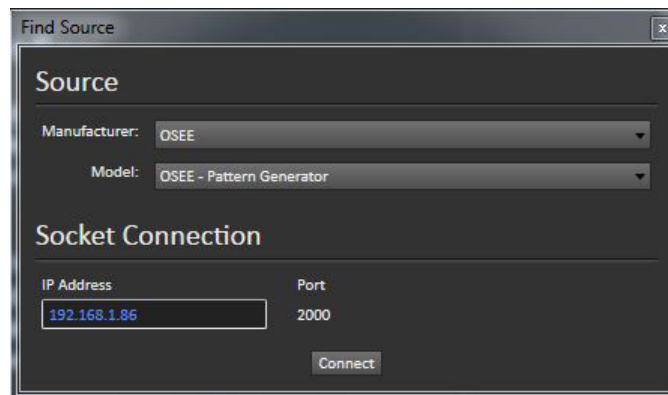 Find Source
x
Source
Manufacturer: OSEE
Model: OSEE - Pattern Generator
Socket Connection
IP Address Port
192.168.1.86 2000
Connect